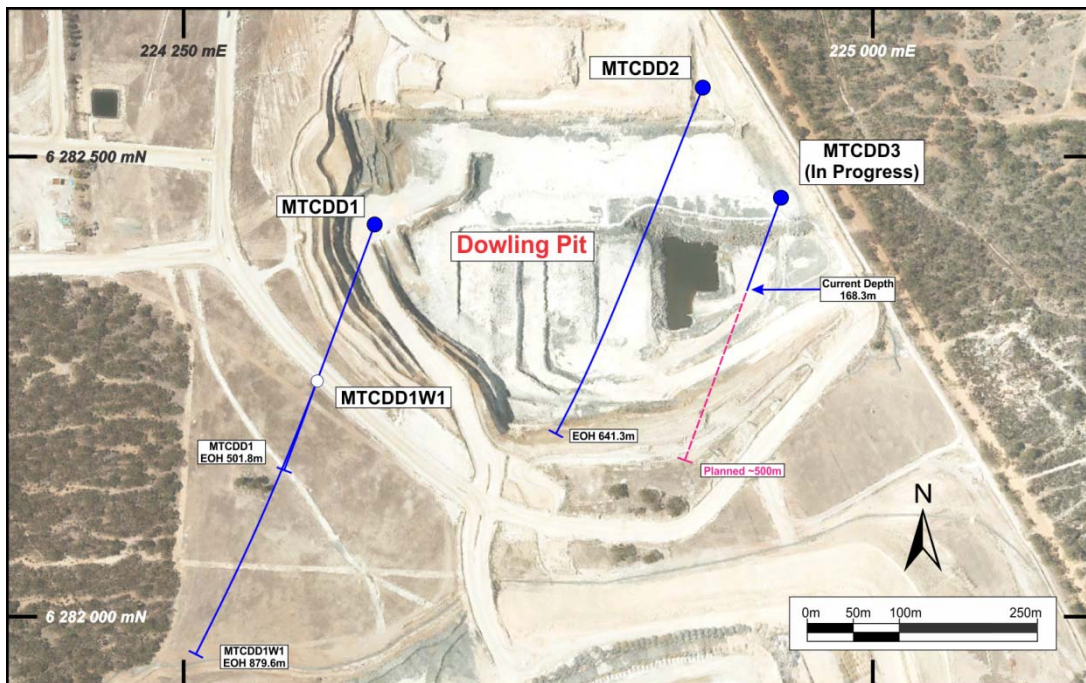 224 250 mE
225 000 mE
MTCDD2
6 282 500 mN
MTCDD3
(In Progress)
MTCDD1
Dowling Pit
Current Depth
168.3m
MTCDD1W1
EOH 641.3m
MTCDD1
EOH 501.8m
Planned ~500m
N
6 282 000 mN
0m 50m 100m 250m
MTCDD1W1
EOH 879.6m